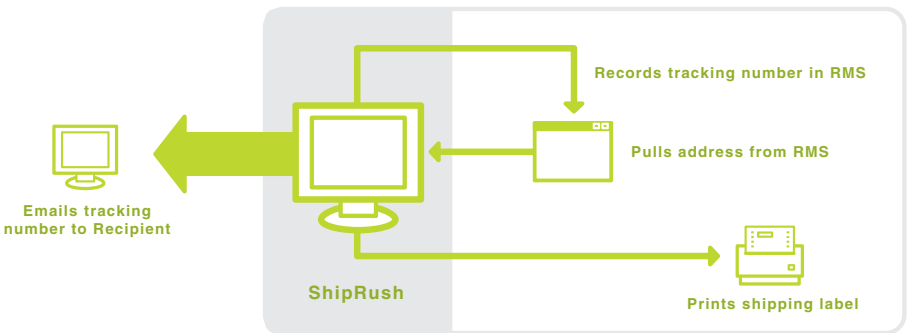 Records tracking number in RMS
Pulls address from RMS
Emails tracking
number to Recipient
ShipRush
Prints shipping label